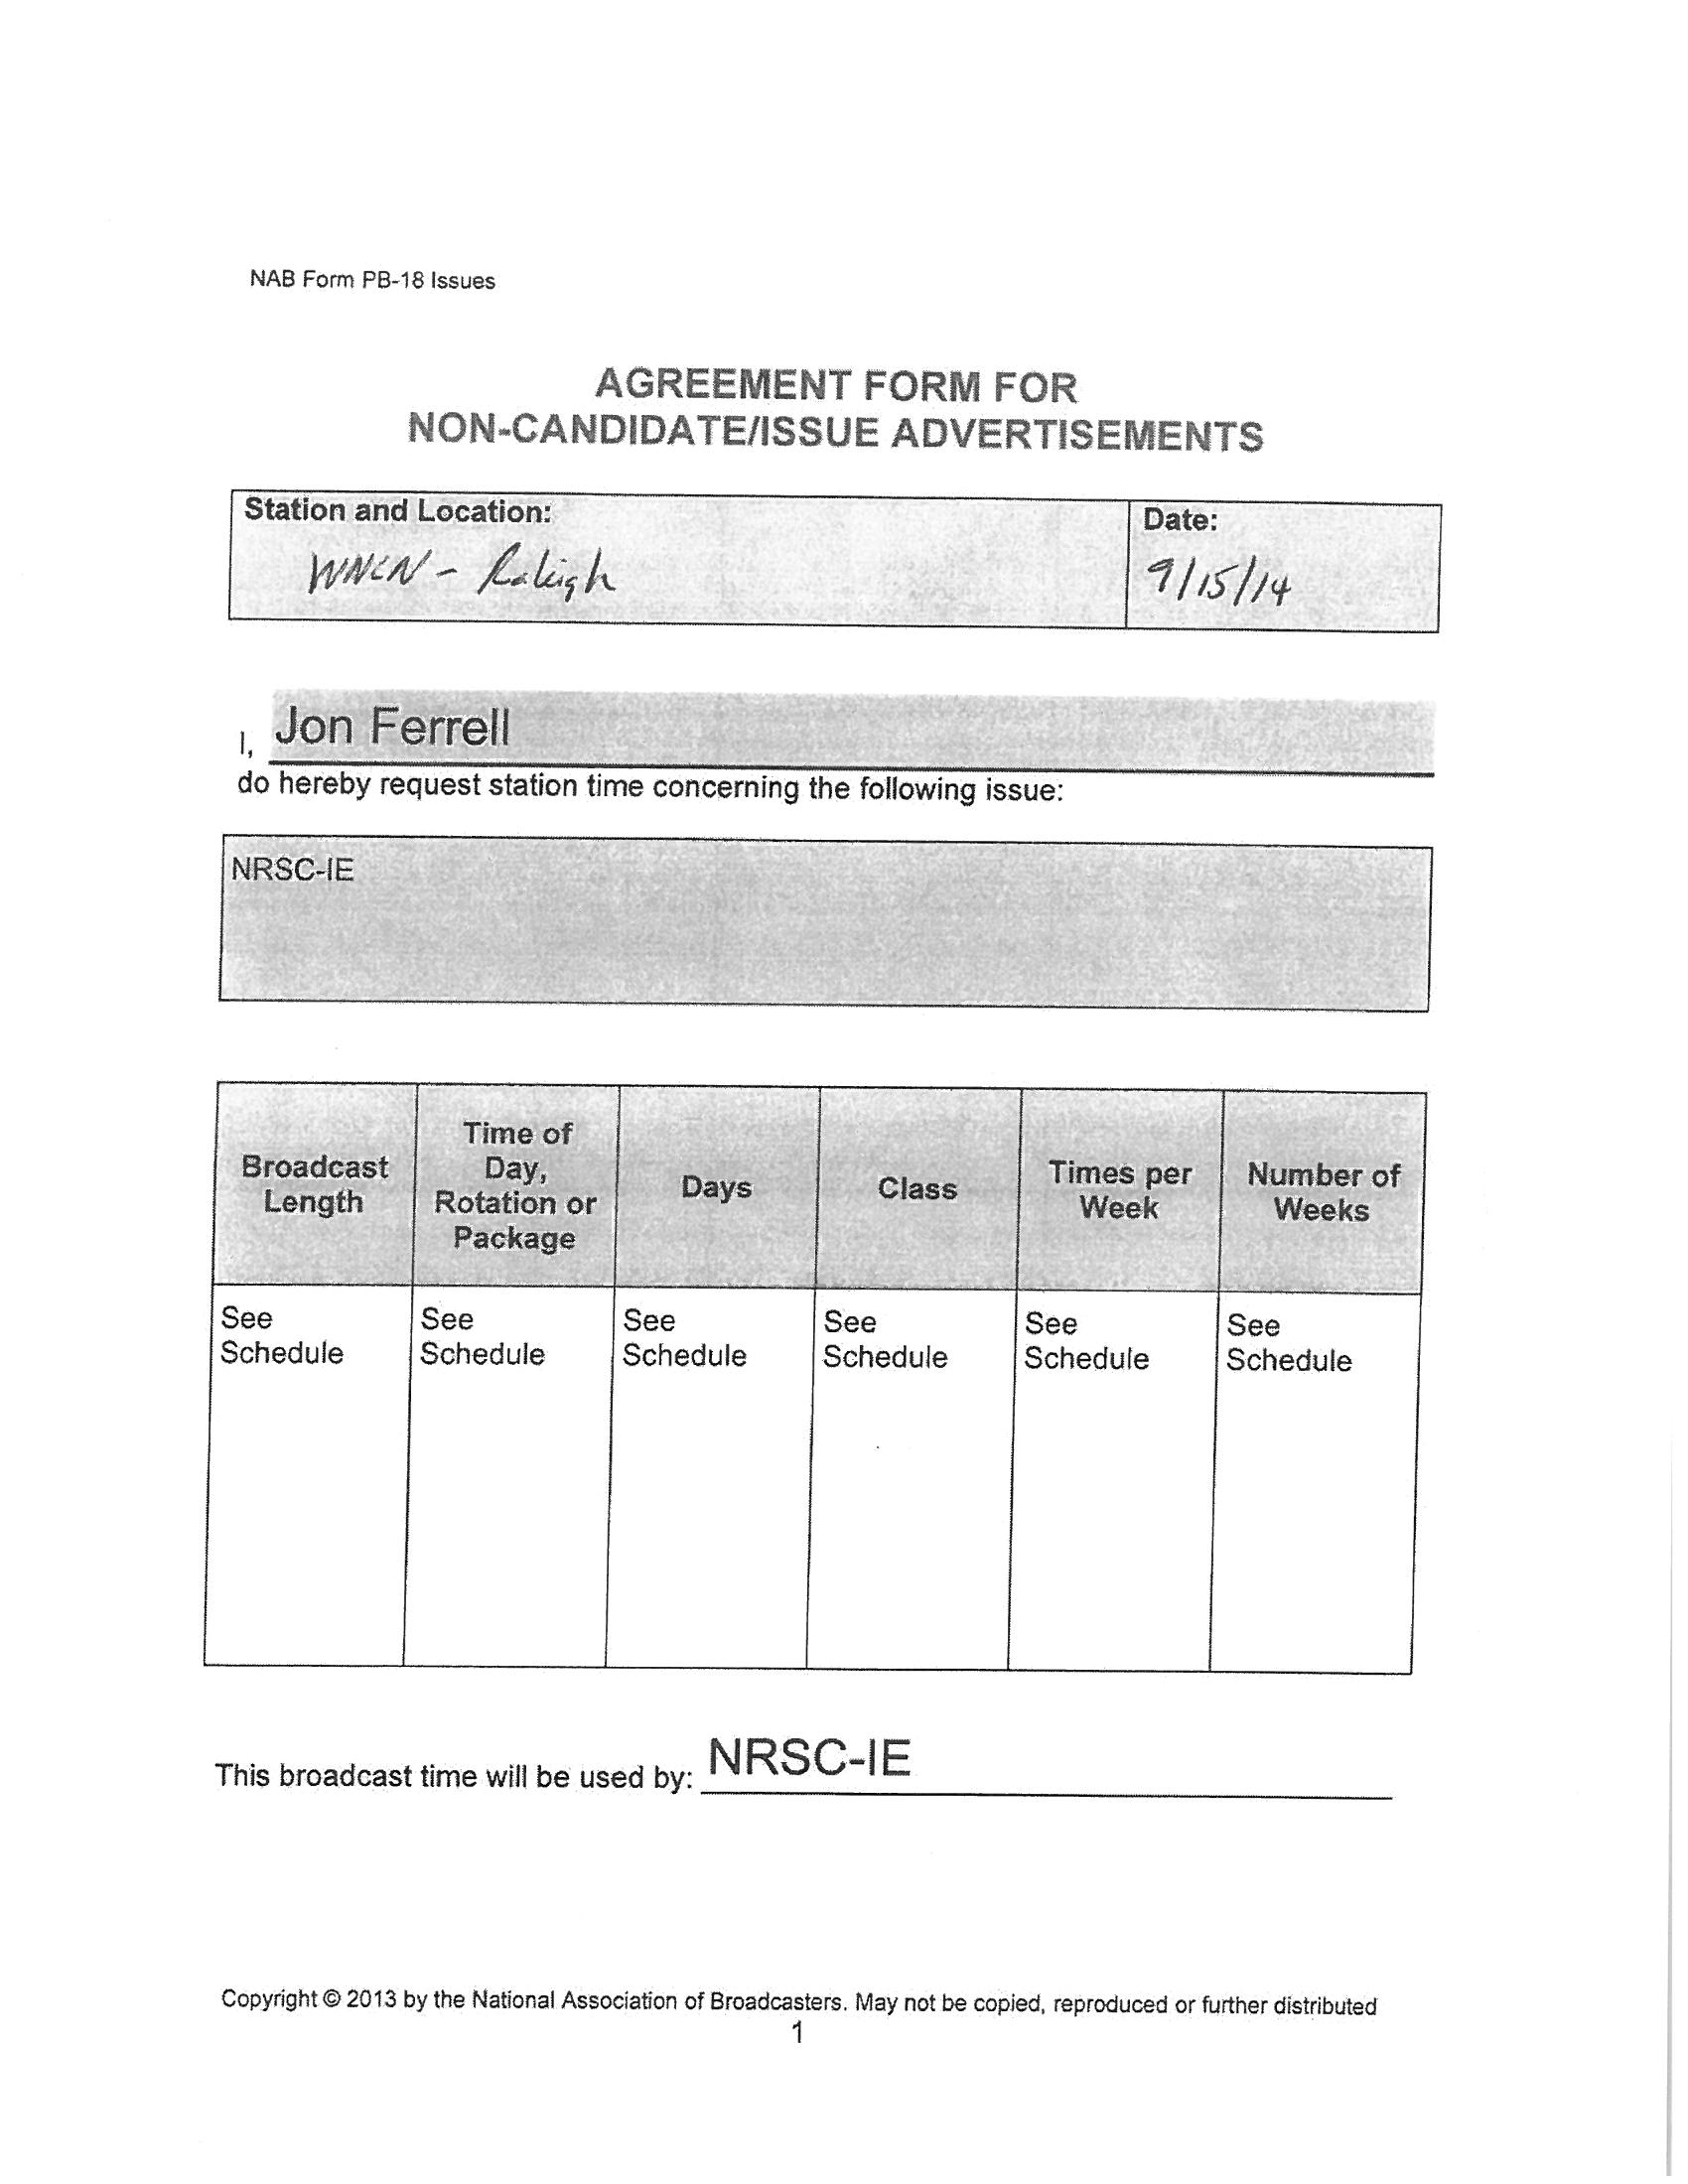 NAB Form PB-18 Issues
AGREEMENT FORM FOR
NON-CANDIDATE/ISSUE ADVERTISEMENTS
Station and Location:
WNCN - Raleigh
Date:
9/15/14
I, Jon Ferrell
do hereby request station time concerning the following issue:
NRSC-IE
Broadcast
Length
Time of
Day,
Rotation or
Package
Days
Class
Times per
Week
Number of
Weeks
See
Schedule
See
Schedule
See
Schedule
See
Schedule
See
Schedule
See
Schedule
This broadcast time will be used by: NRSC-IE
Copyright © 2013 by the National Association of Broadcasters. May not be copied, reproduced or further distributed
1